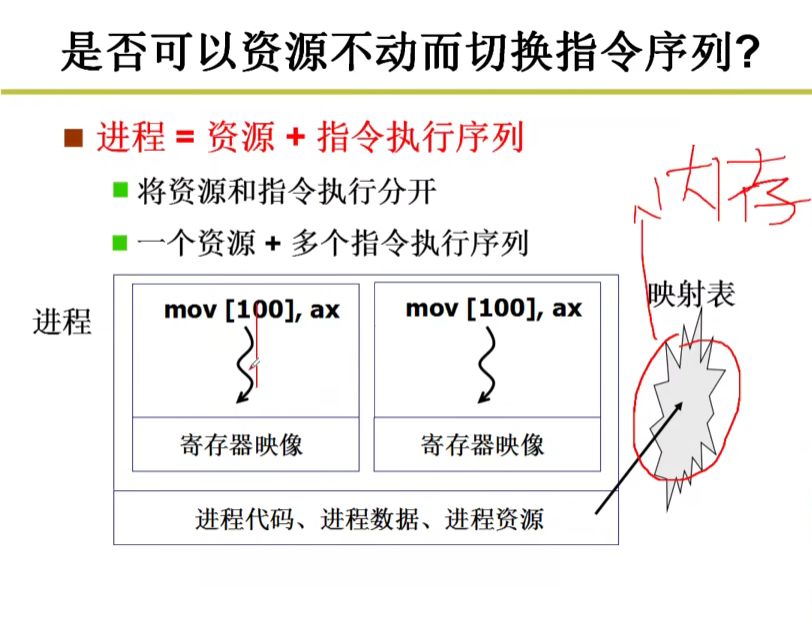 是否可以资源不动而切换指令序列?
进程 = 资源 + 指令执行序列
将资源和指令执行分开
一个资源 + 多个指令执行序列
内存
映射表
进程
mov [100], ax
mov [100], ax
寄存器映像
寄存器映像
进程代码、进程数据、进程资源